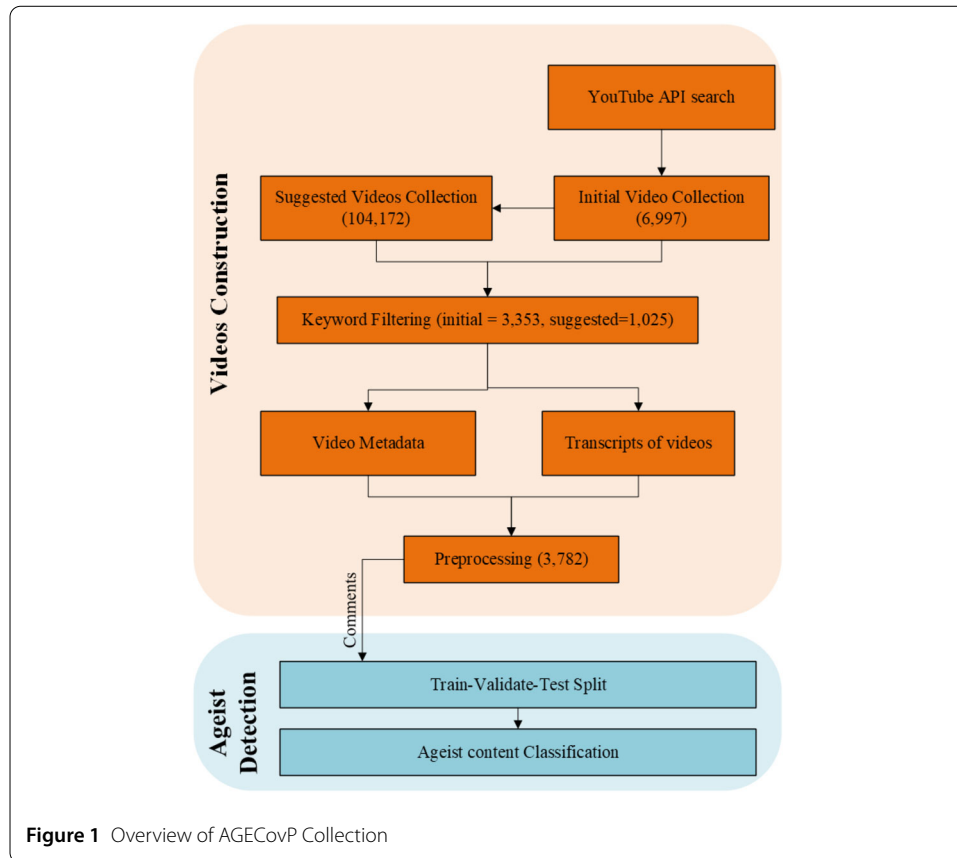 YouTube API search
Suggested Videos Collection
(104,172)
Initial Video Collection
(6,997)
Keyword Filtering (initial = 3,353, suggested=1,025)
Video Metadata
Transcripts of videos
Preprocessing (3,782)
Videos Construction
Comments
Train-Validate-Test Split
Ageist content Classification
Ageist
Detection
Figure 1 Overview of AGECovP Collection